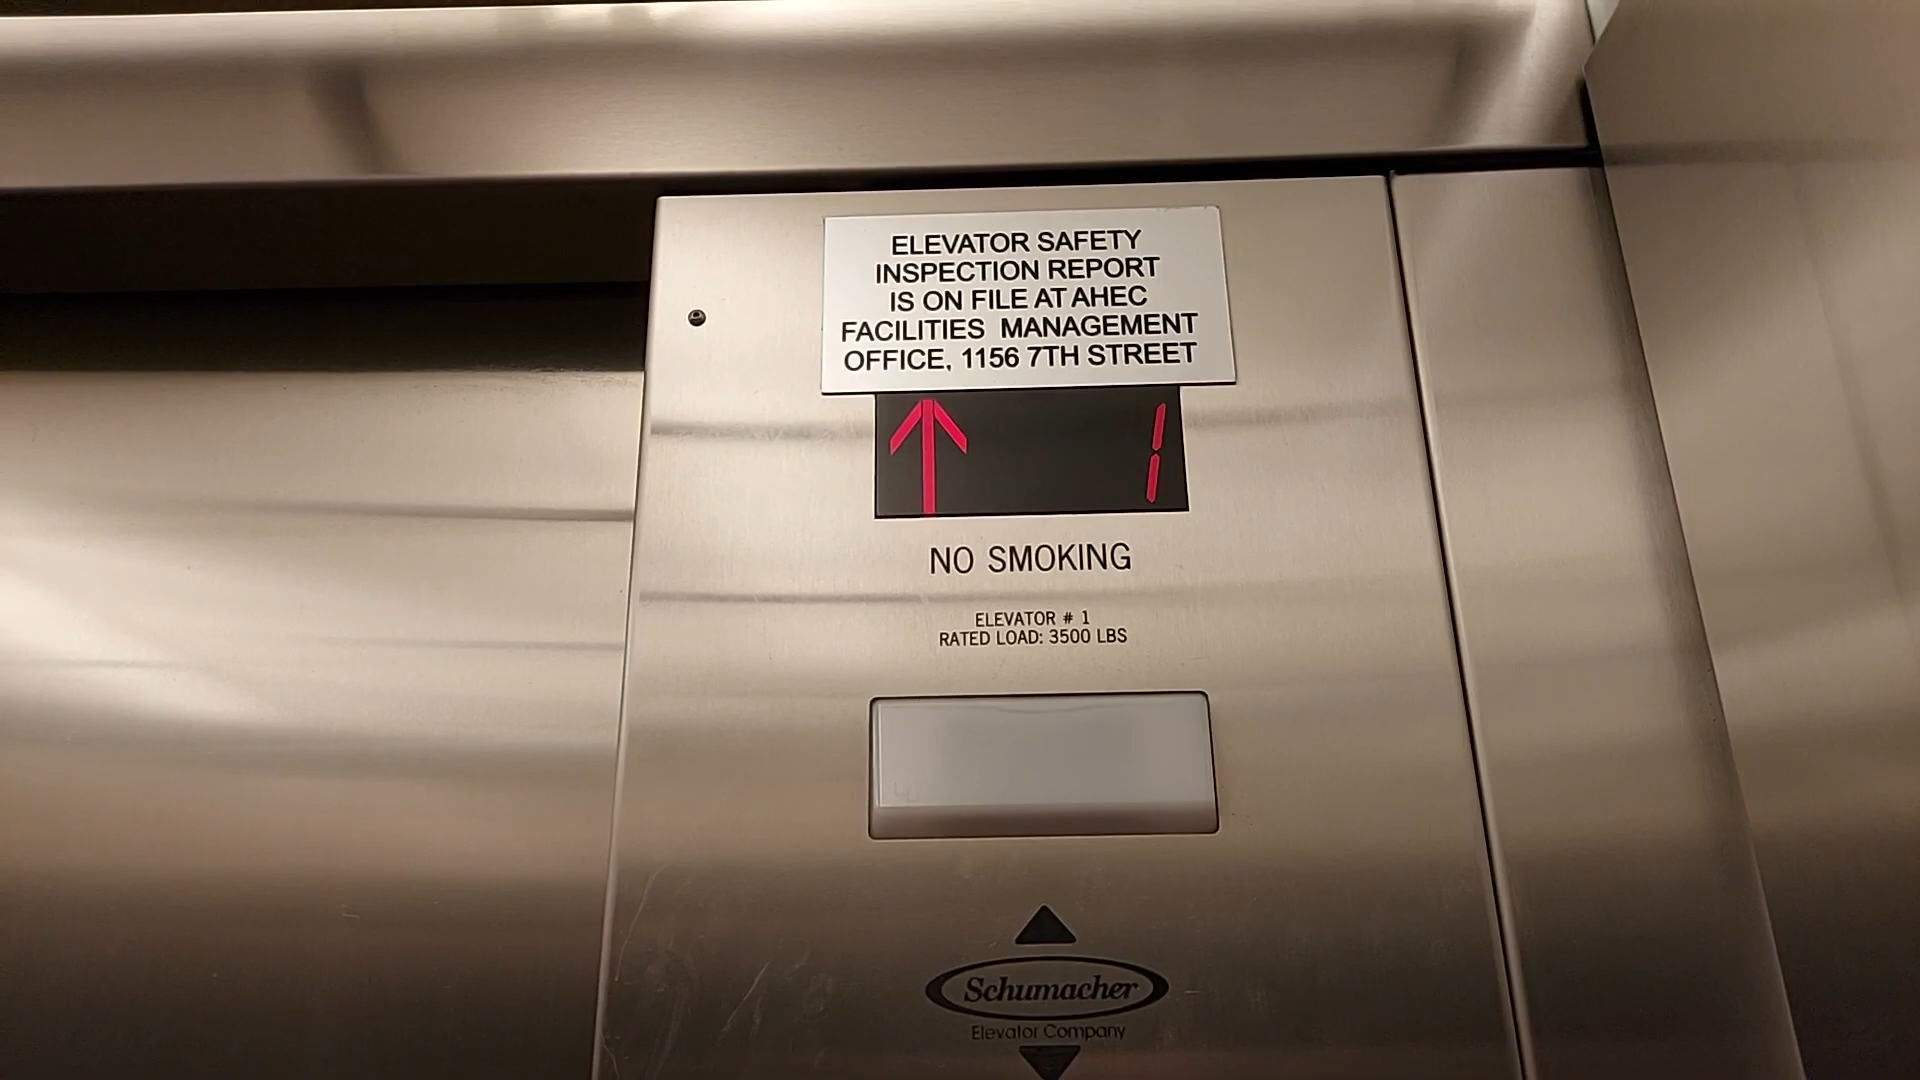 ELEVATOR SAFETY
INSPECTION REPORT
IS ON FILE AT AHEC
FACILITIES MANAGEMENT
OFFICE, 1156 7TH STREET
1
NO SMOKING
ELEVATOR # 1
RATED LOAD: 3500 LBS
Schumacher
Elevator Company